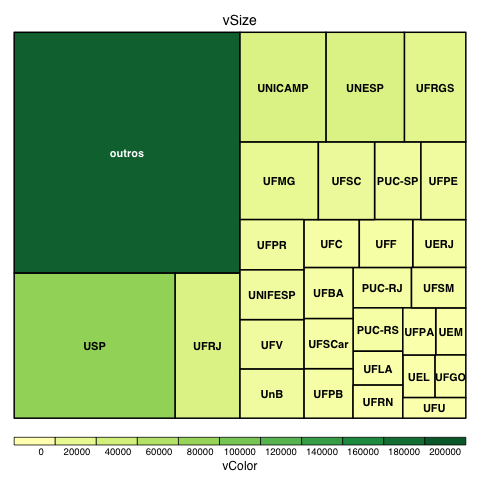 vSize
outros
UNICAMP
UNESP
UFRGS
UFMG
UFSC
PUC-SP
UFPE
UFPR
UFC
UFF
UERJ
UNIFESP
UFBA
PUC-RJ
UFSM
USP
UFRJ
UFV
UFSCar
PUC-RS
UFPA
UEM
UFLA
UEL
UFGO
UnB
UFPB
UFRN
UFU
0 20000 40000 60000 80000 100000 120000 140000 160000 180000 200000
vColor